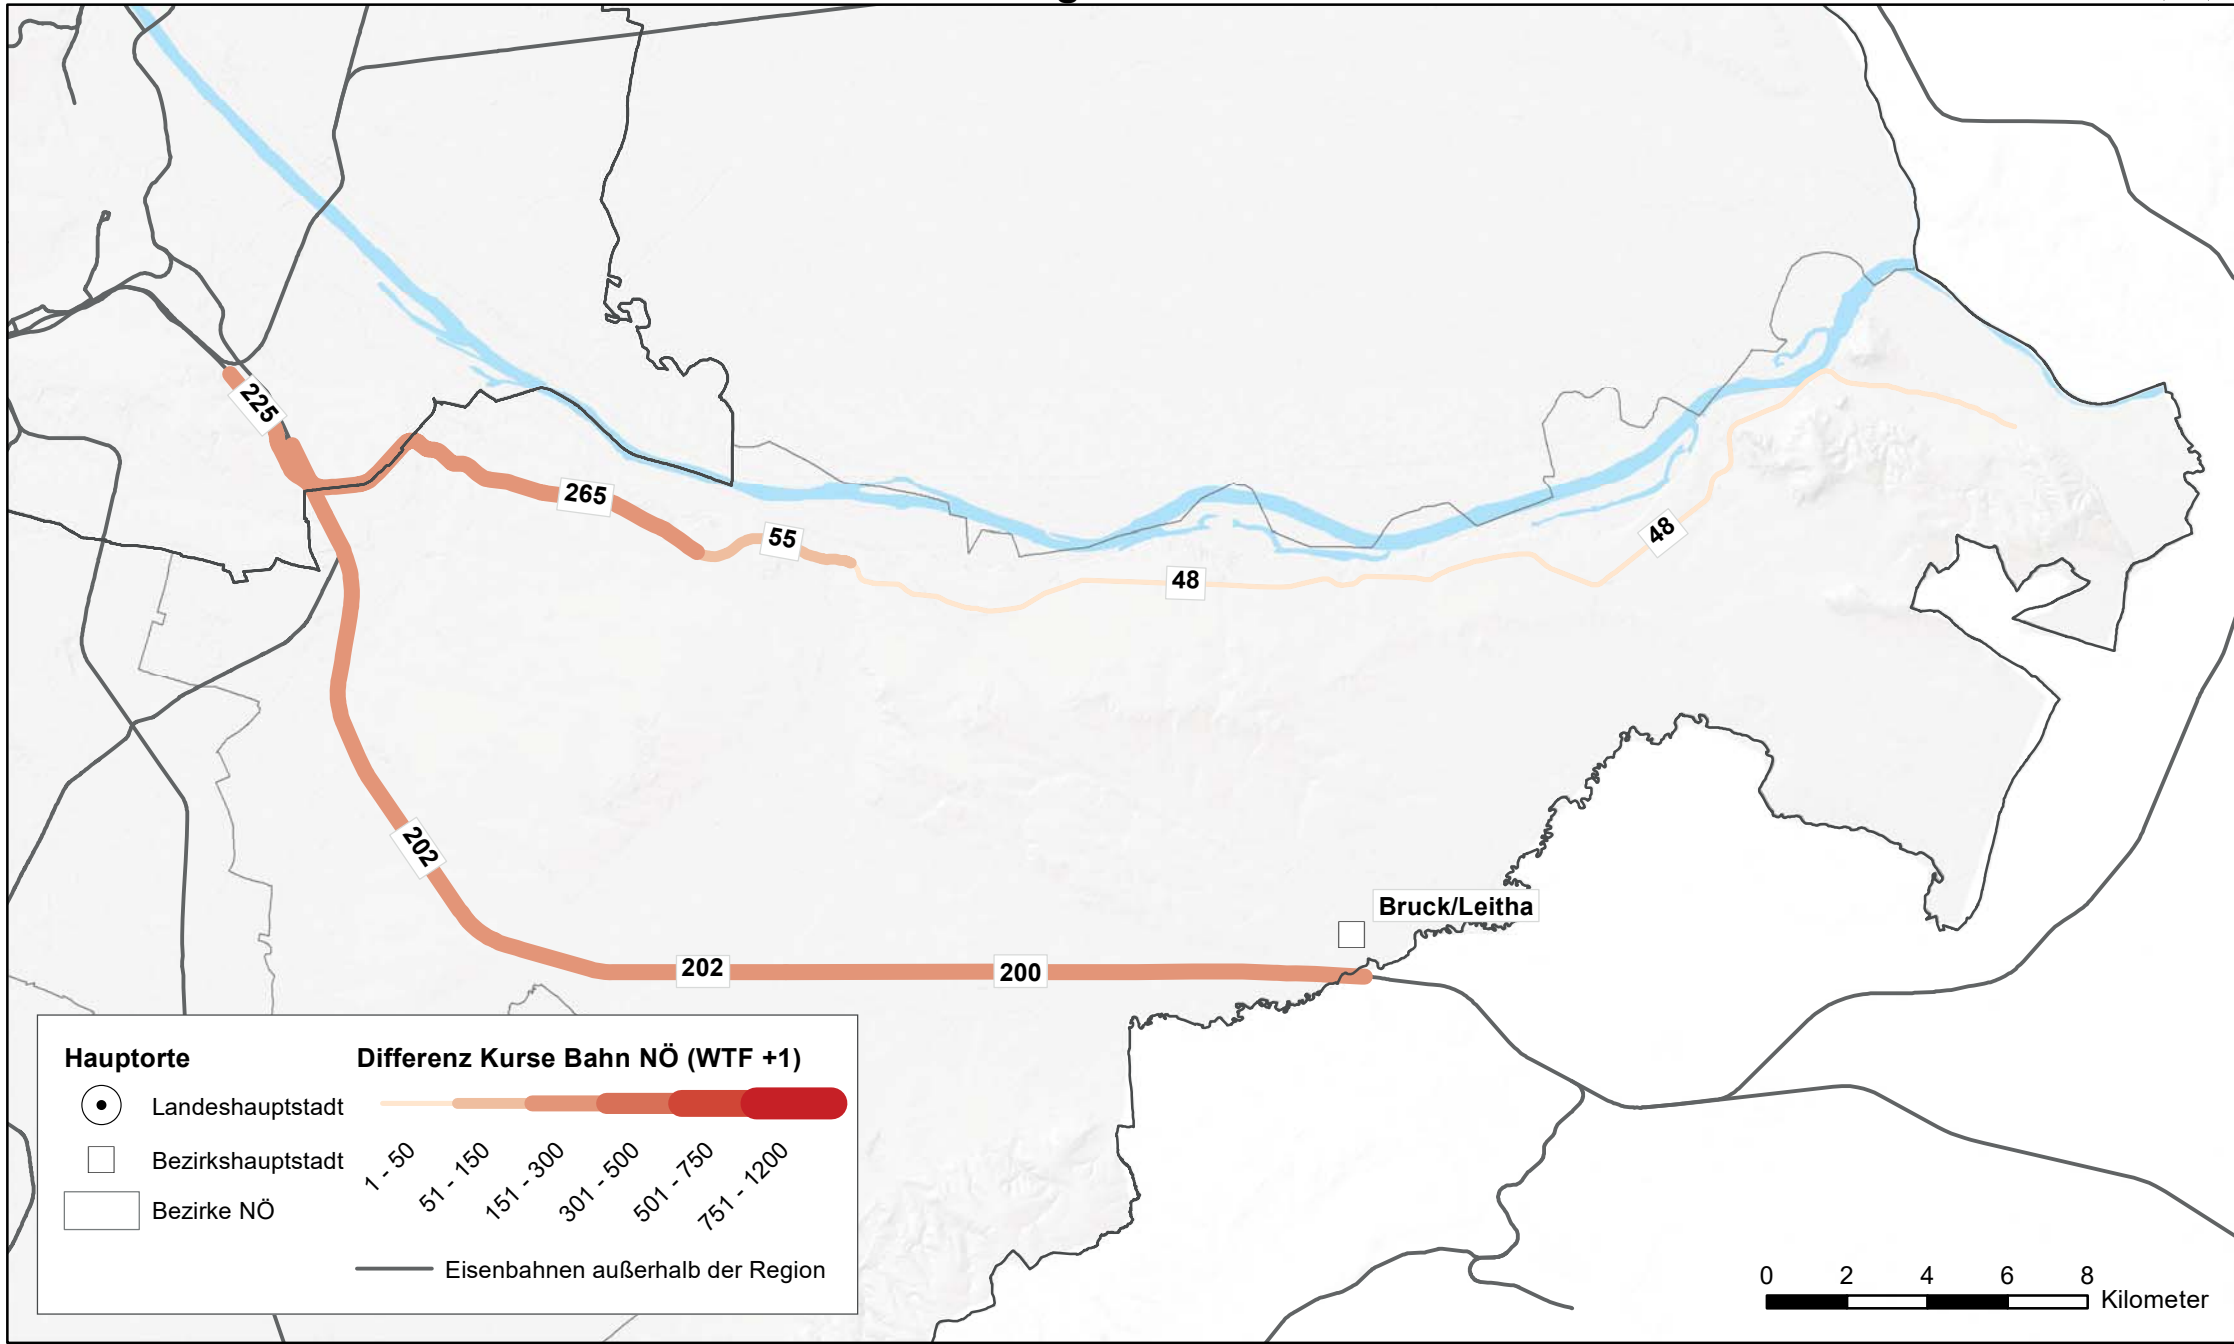 225
265
55
48
48
202
202
200
Bruck/Leitha
Hauptorte
Landeshauptstadt
Bezirkshauptstadt
Bezirke NÖ
Differenz Kurse Bahn NÖ (WTF +1)
1 - 50
51 - 150
151 - 300
301 - 500
501 - 750
751 - 1200
Eisenbahnen außerhalb der Region
0 2 4 6 8
Kilometer